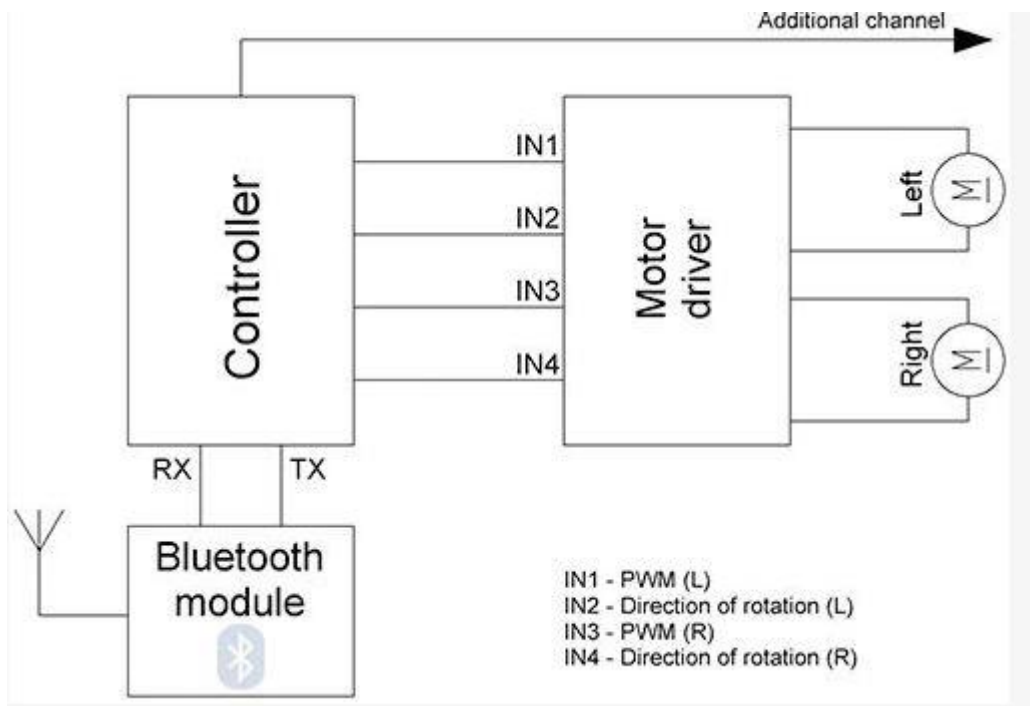 Additional channel
Controller
IN1
IN2
IN3
IN4
Motor
driver
Left
M
Right
M
RX
TX
Bluetooth
module
IN1 - PWM (L)
IN2 - Direction of rotation (L)
IN3 - PWM (R)
IN4 - Direction of rotation (R)